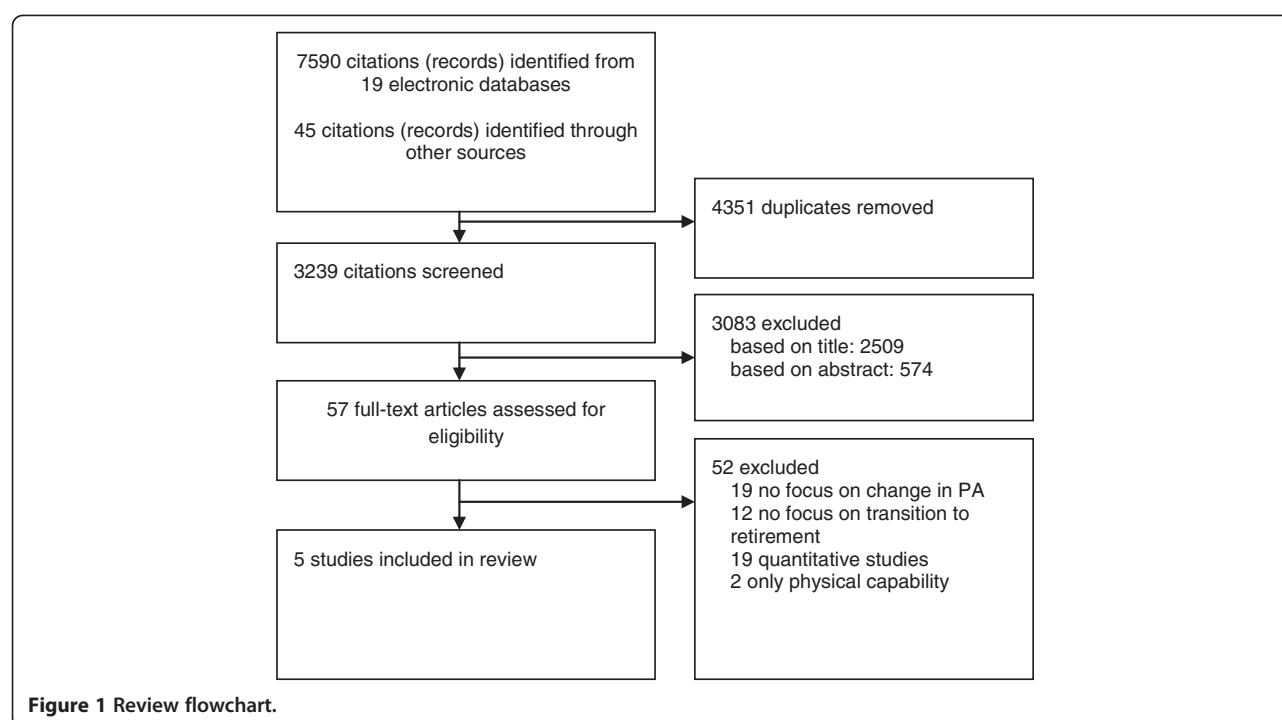 7590 citations (records) identified from
19 electronic databases
45 citations (records) identified through
other sources
4351 duplicates removed
3239 citations screened
3083 excluded
based on title: 2509
based on abstract: 574
57 full-text articles assessed for
eligibility
52 excluded
19 no focus on change in PA
12 no focus on transition to
retirement
19 quantitative studies
2 only physical capability
5 studies included in review
Figure 1 Review flowchart.